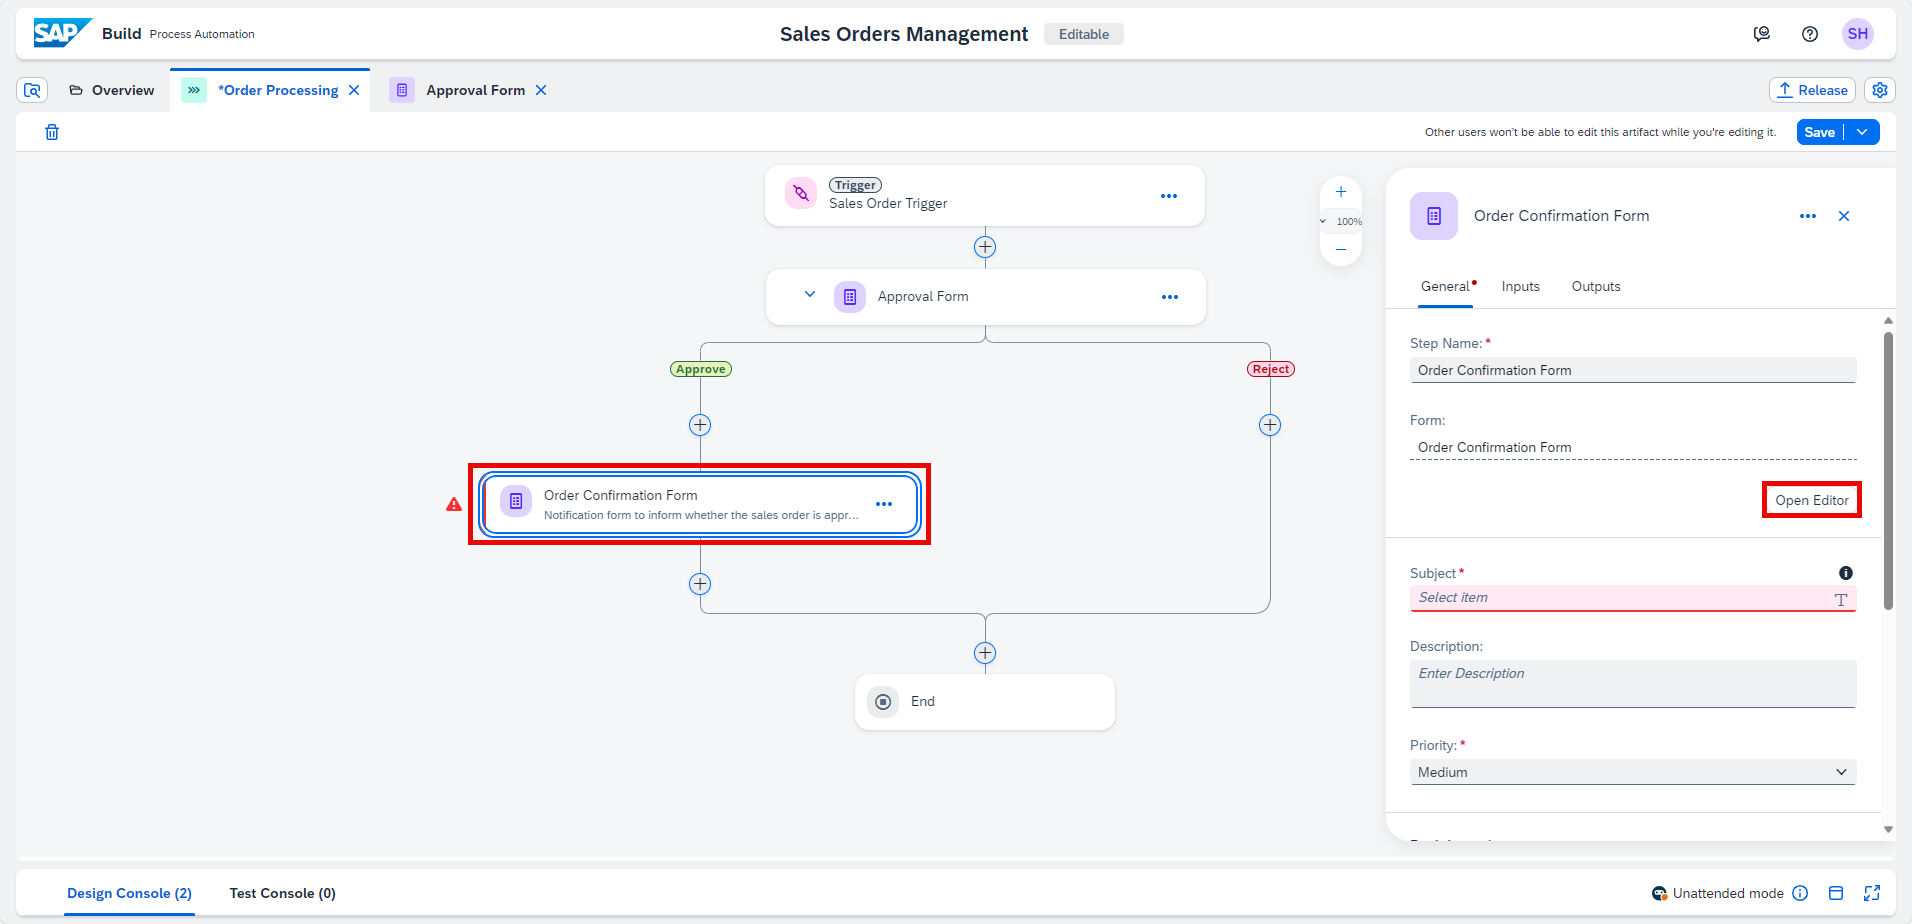 SAP Build Process Automation
Sales Orders Management Editable
SH
Overview
*Order Processing
Approval Form
Release
Other users won't be able to edit this artifact while you're editing it.
Save
Trigger
Sales Order Trigger
Approval Form
Approve
Reject
Order Confirmation Form
Notification form to inform whether the sales order is appr...
End
100%
Order Confirmation Form
General
Inputs
Outputs
Step Name:*
Order Confirmation Form
Form:
Order Confirmation Form
Open Editor
Subject*
Select item
T
Description:
Enter Description
Priority:*
Medium
Design Console (2)
Test Console (0)
Unattended mode